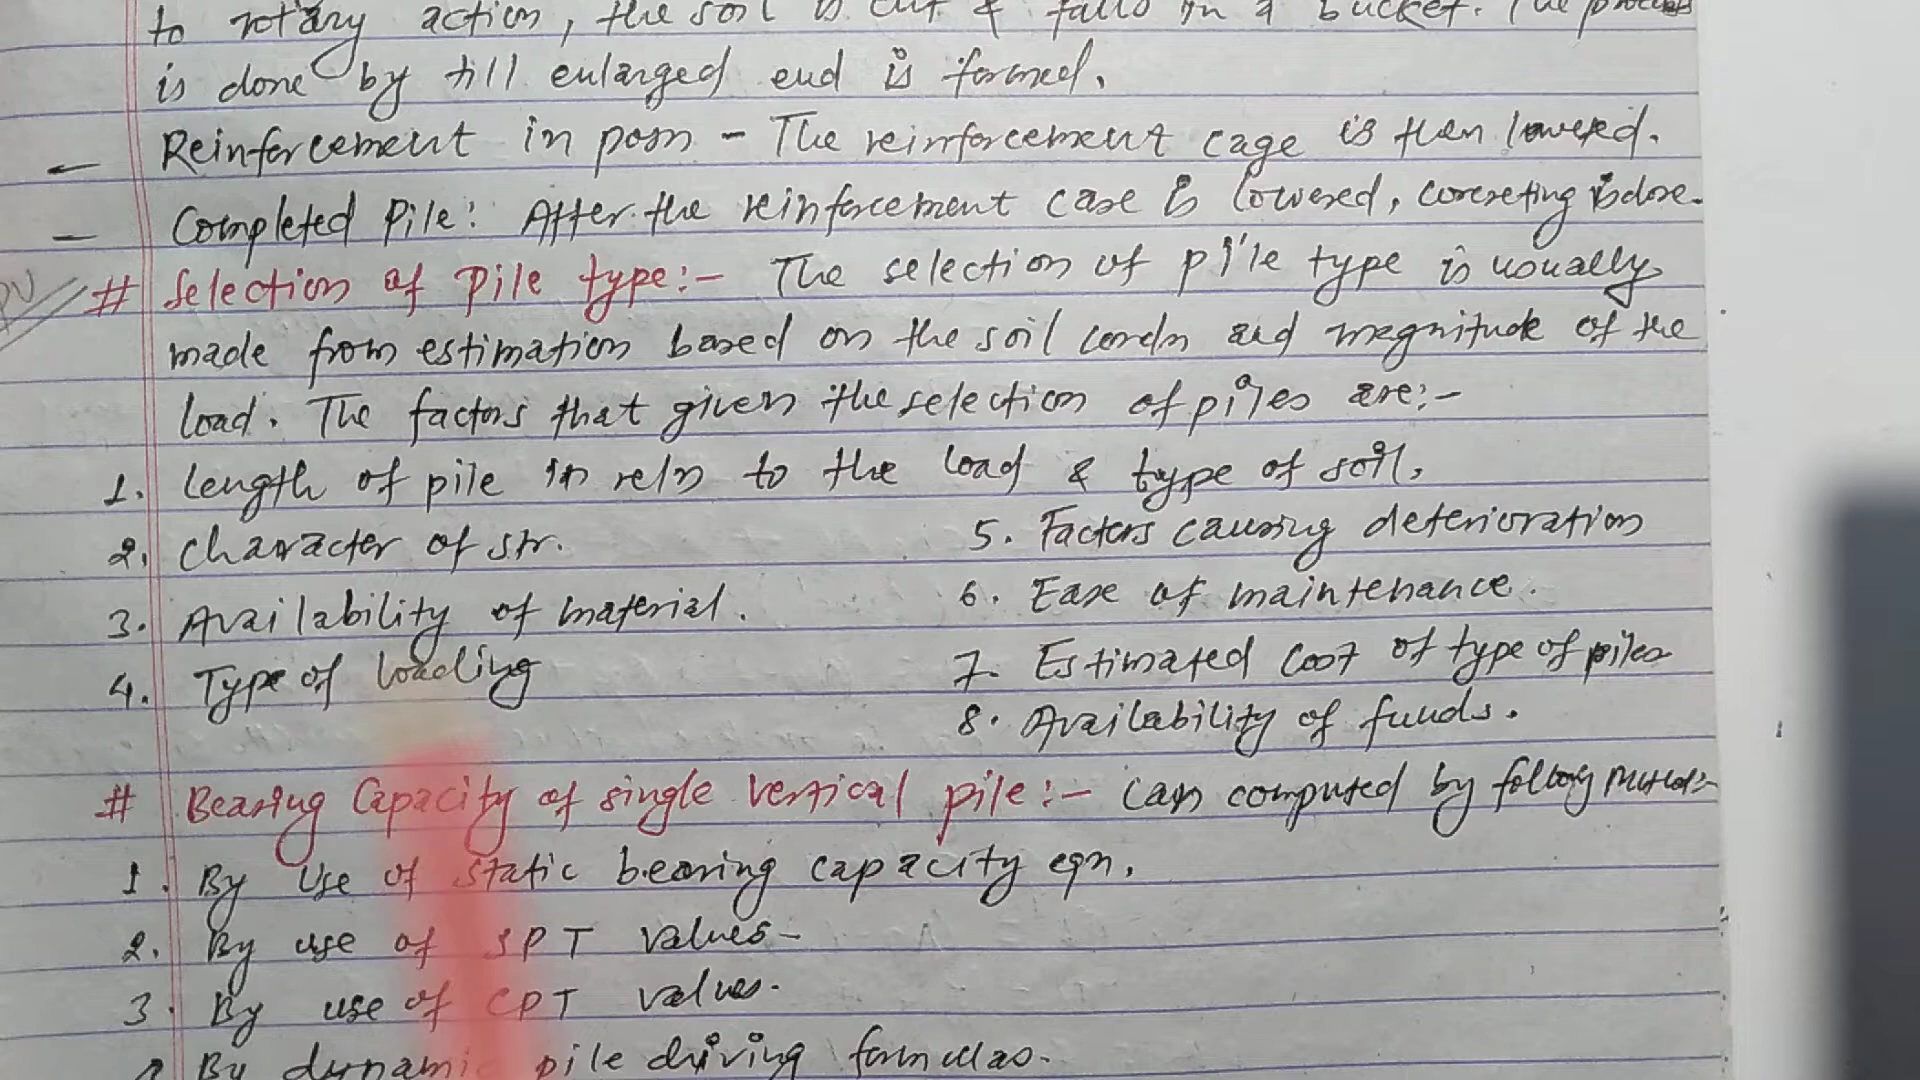 to rotary action, the soil is cut & falls in a bucket. The process
is done by till enlarged end is formed.
- Reinforcement in posn - The reinforcement cage is then lowered.
- Completed Pile: After the reinforcement case is lowered, concreting is done.
# Selection of Pile type:- The selection of pile type is usually
made from estimation based on the soil condn and magnitude of the
load. The factors that given the selection of piles are:-
1. Length of pile in reln to the load & type of soil.
2. Character of str.
3. Availability of material.
4. Type of loading
5. Factors causing deterioration
6. Ease of maintenance.
7. Estimated cost of type of piles
8. Availability of funds.
# Bearing Capacity of single vertical pile:- Can computed by following Method:-
1. By Use of static bearing capacity eqn.
2. By use of SPT values-
3. By use of CPT values.
By dynamic pile driving formulas.